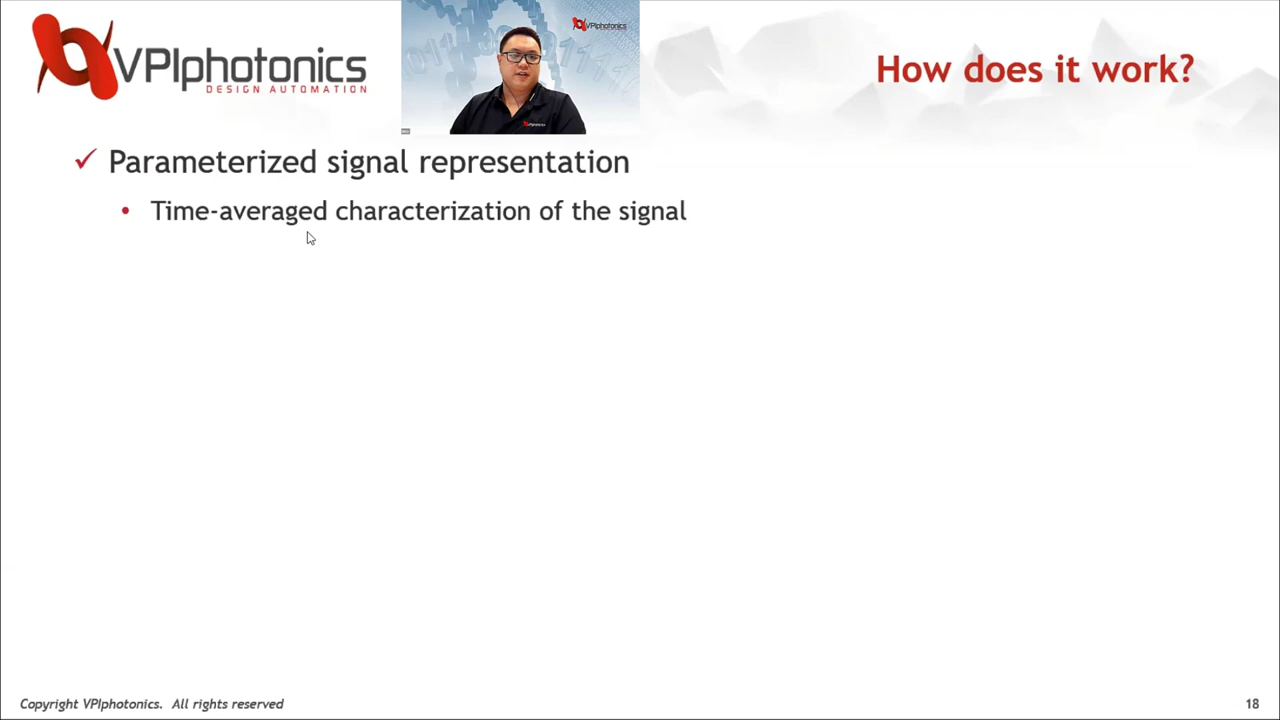 VPIphotonics
DESIGN AUTOMATION
VPIphotonics
How does it work?
✓ Parameterized signal representation
• Time-averaged characterization of the signal
Copyright VPIphotonics. All rights reserved
18